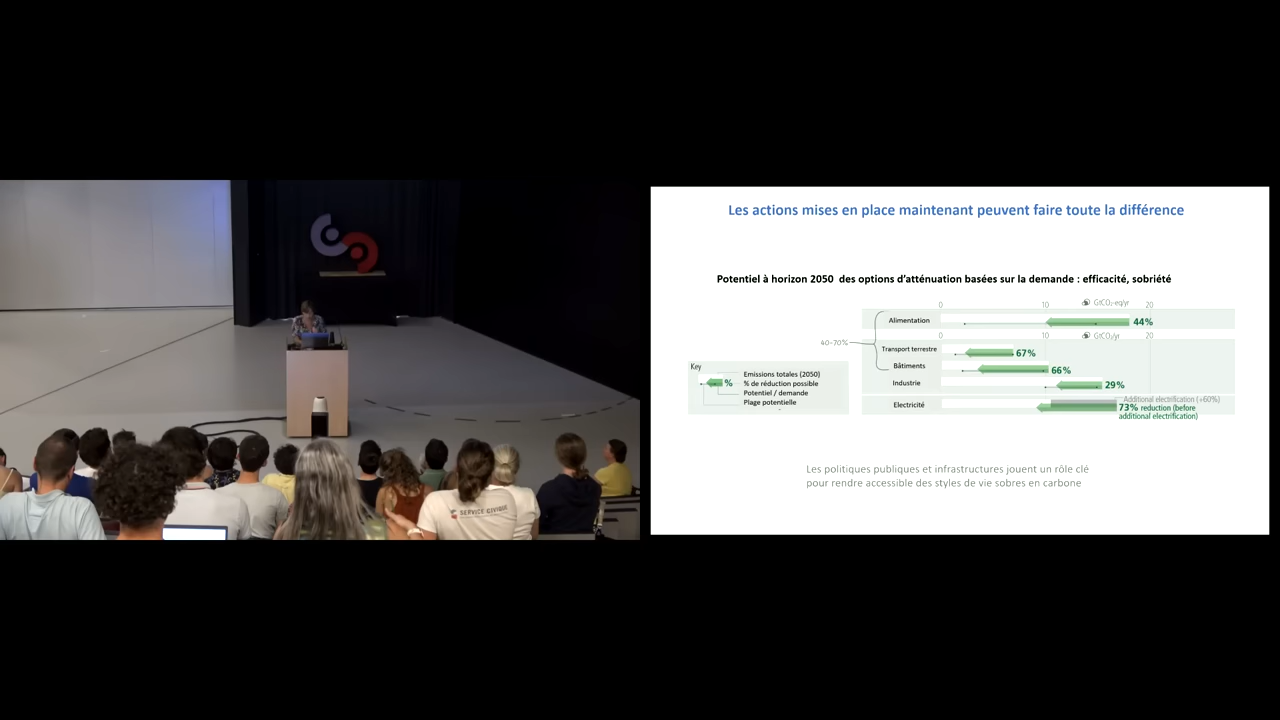 Les actions mises en place maintenant peuvent faire toute la différence
Potentiel à horizon 2050 des options d'atténuation basées sur la demande : efficacité, sobriété
0 10 GtCO₂-eq/yr 20
Alimentation 44%
0 10 GtCO₂/yr 20
40-70%
Transport terrestre 67%
Bâtiments 66%
Industrie 29%
Additional electrification (+60%)
Electricité 73% reduction (before
additional electrification)
Key
%
Emissions totales (2050)
% de réduction possible
Potentiel / demande
Plage potentielle
Les politiques publiques et infrastructures jouent un rôle clé
pour rendre accessible des styles de vie sobres en carbone
SERVICE CIVIQUE